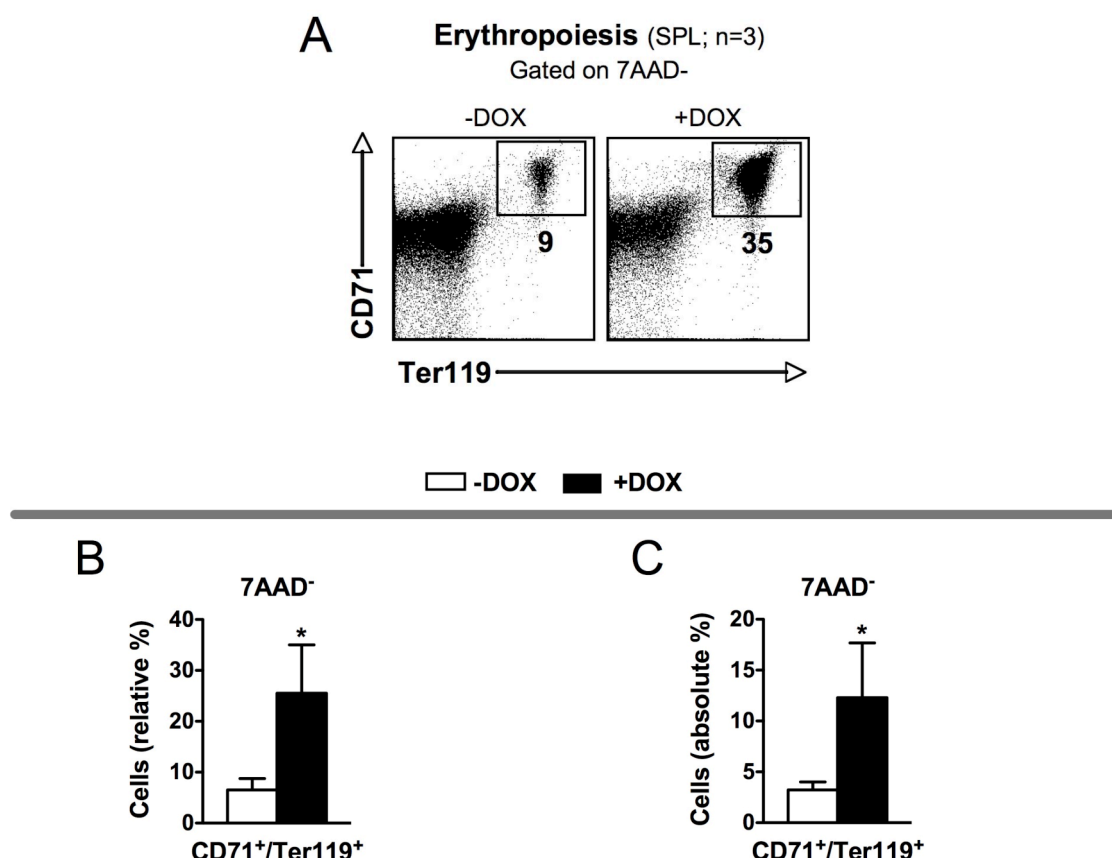 A
Erythropoiesis (SPL; n=3)
Gated on 7AAD-
-DOX +DOX
CD71
9 35
Ter119
-DOX +DOX
B
7AAD-
Cells (relative %)
40
30
20
10
0
*
CD71+/Ter119+
C
7AAD-
Cells (absolute %)
20
15
10
5
0
*
CD71+/Ter119+